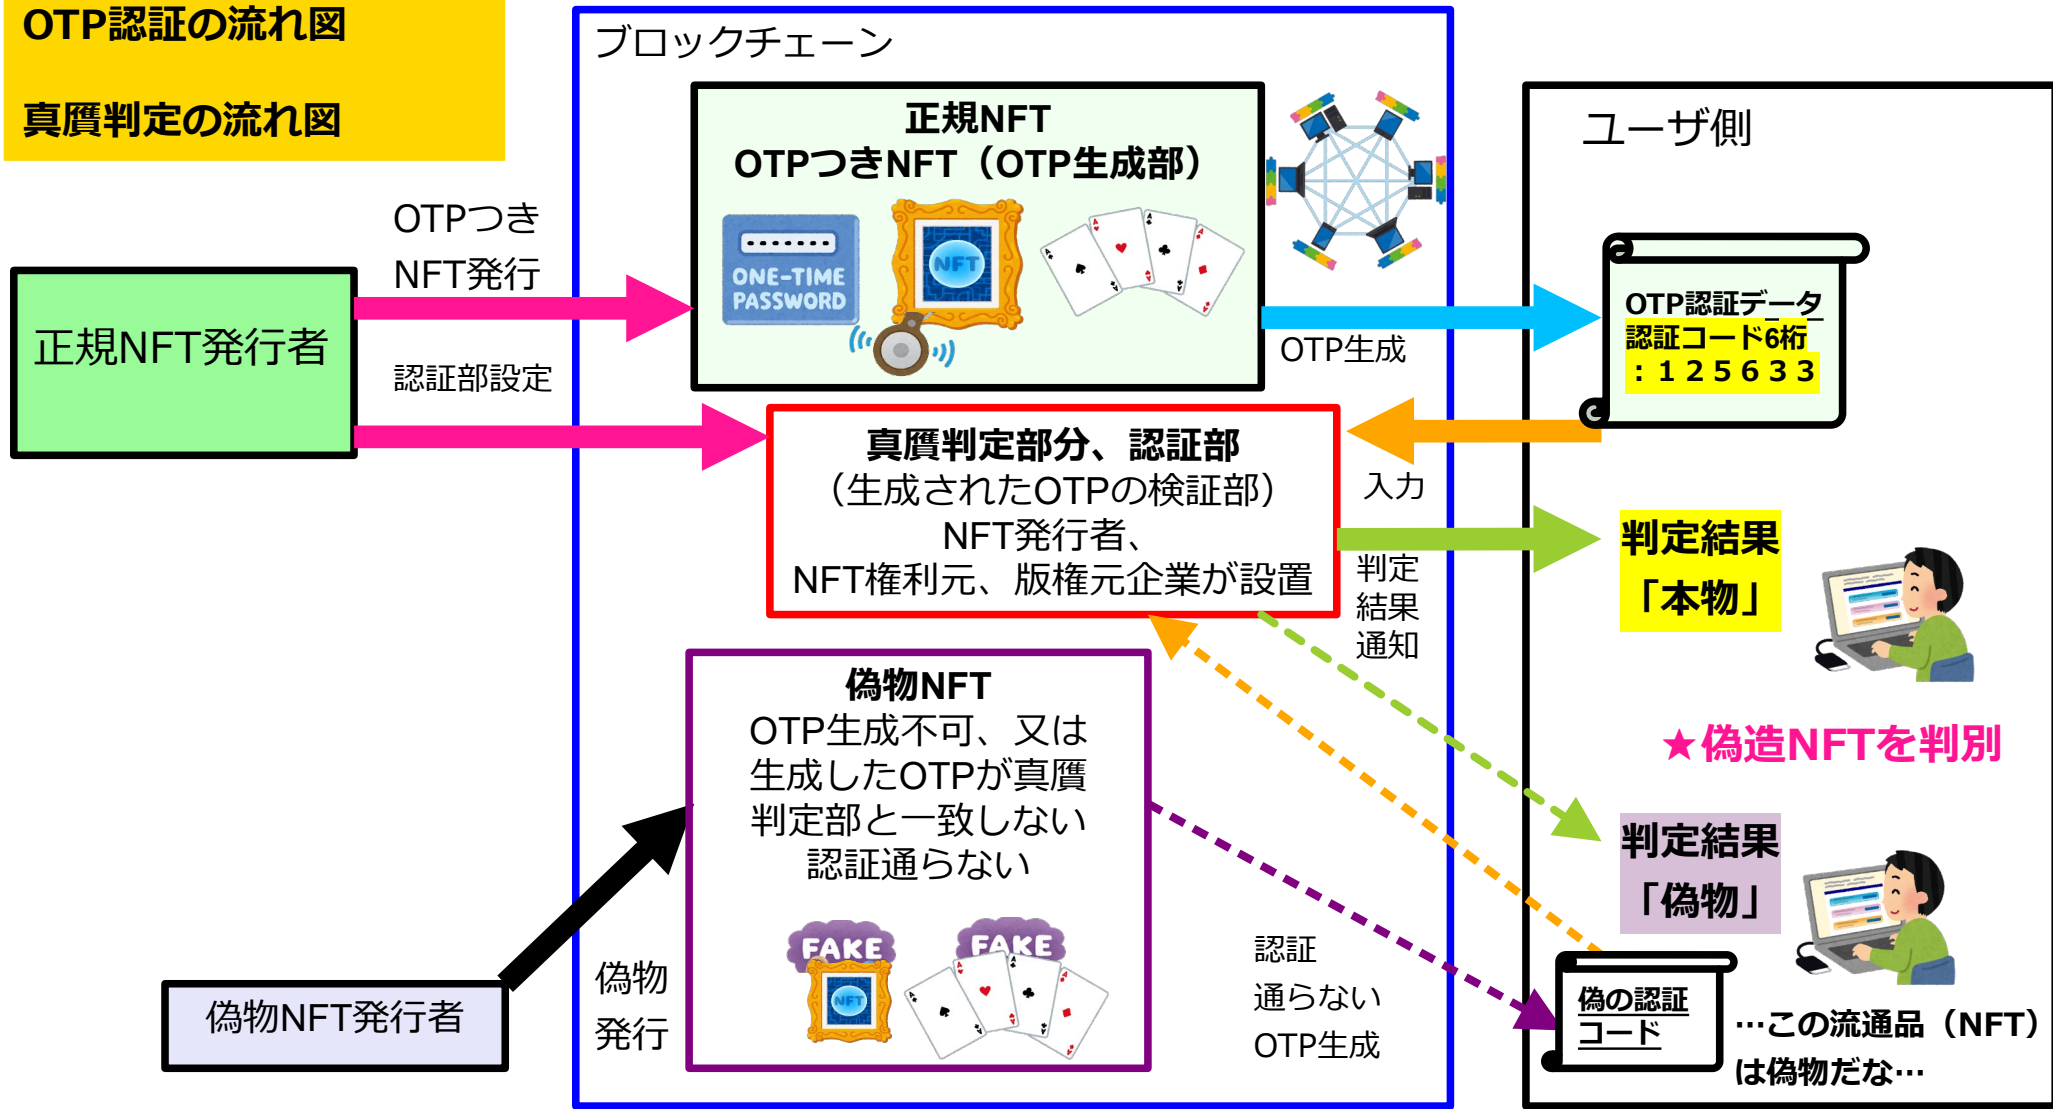 OTP認証の流れ図
真贋判定の流れ図
ブロックチェーン
正規NFT
OTPつきNFT（OTP生成部）
ONE-TIME
PASSWORD
NFT
ユーザ側
OTPつき
NFT発行
正規NFT発行者
認証部設定
OTP生成
OTP認証データ
認証コード6桁
：１２５６３３
真贋判定部分、認証部
（生成されたOTPの検証部）
NFT発行者、
NFT権利元、版権元企業が設置
入力
判定
結果
通知
判定結果
「本物」
★偽造NFTを判別
偽物NFT
OTP生成不可、又は
生成したOTPが真贋
判定部と一致しない
認証通らない
FAKE
FAKE
NFT
判定結果
「偽物」
偽物NFT発行者
偽物
発行
認証
通らない
OTP生成
偽の認証
コード
…この流通品（NFT）
は偽物だな…